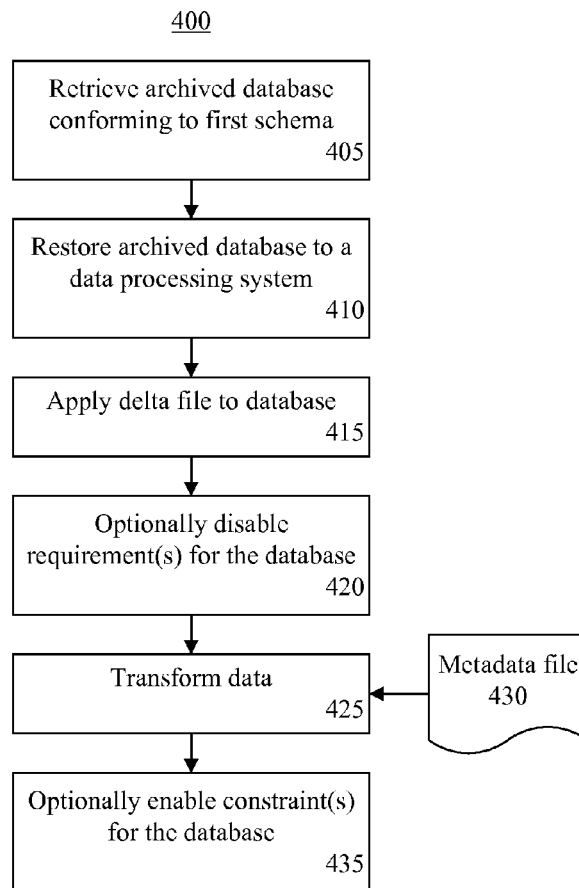 400
Retrieve archived database
conforming to first schema
405
Restore archived database to a
data processing system
410
Apply delta file to database
415
Optionally disable
requirement(s) for the database
420
Transform data
425
Metadata file
430
Optionally enable constraint(s)
for the database
435